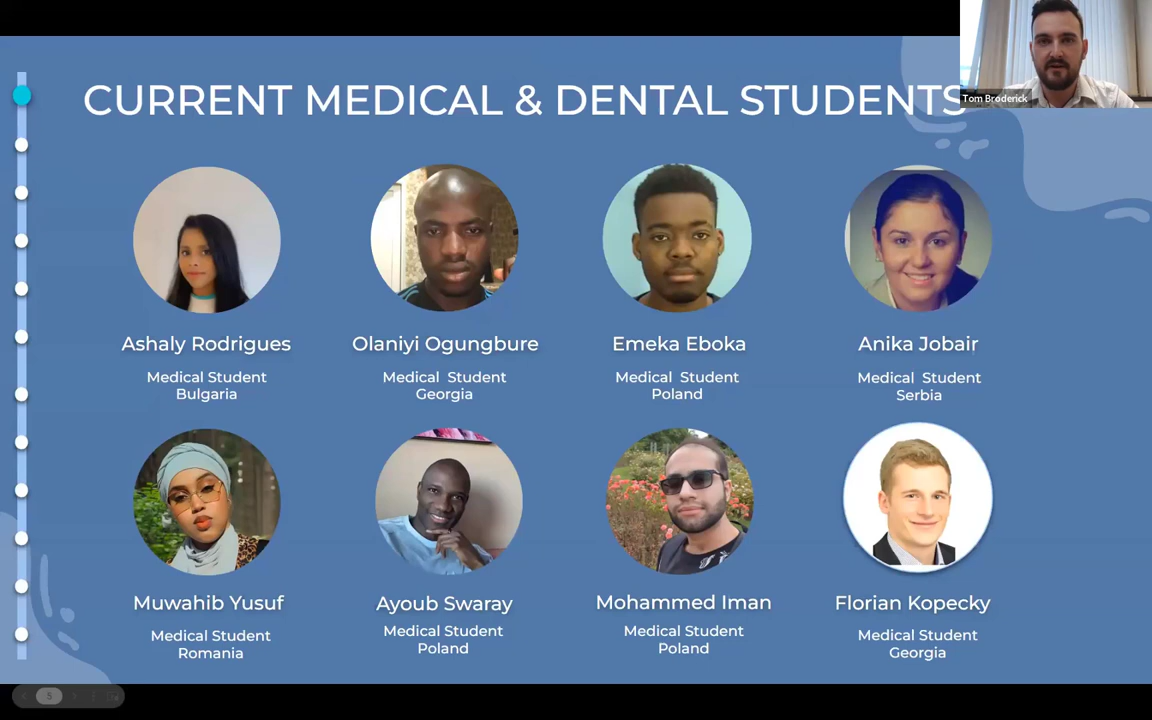 CURRENT MEDICAL & DENTAL STUDENTS
Tom Broderick
Ashaly Rodrigues
Olaniyi Ogungbure
Emeka Eboka
Anika Jobair
Medical Student
Bulgaria
Medical Student
Georgia
Medical Student
Poland
Medical Student
Serbia
Muwahib Yusuf
Ayoub Swaray
Mohammed Iman
Florian Kopecky
Medical Student
Romania
Medical Student
Poland
Medical Student
Poland
Medical Student
Georgia
5